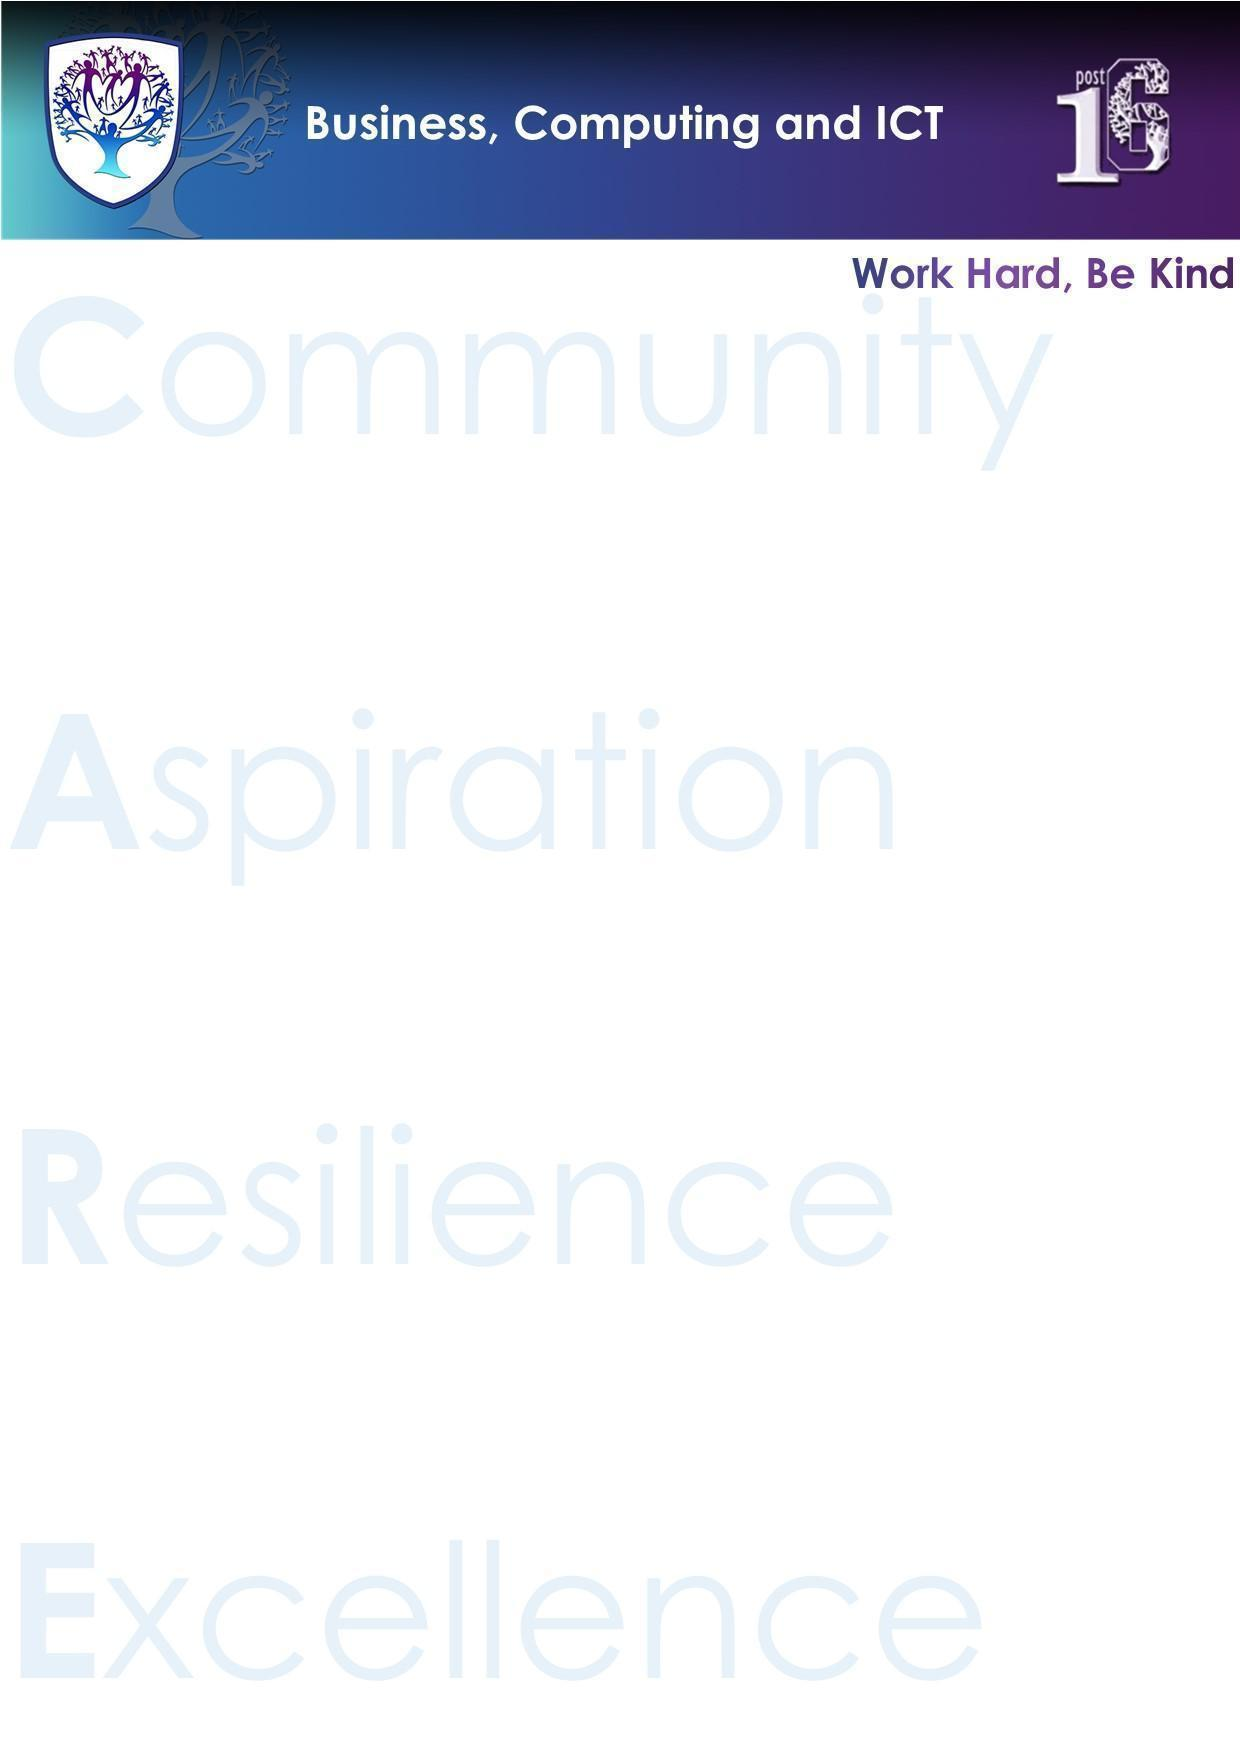 Business, Computing and ICT
post
16
Work Hard, Be Kind
Community
Aspiration
Resilience
Excellence